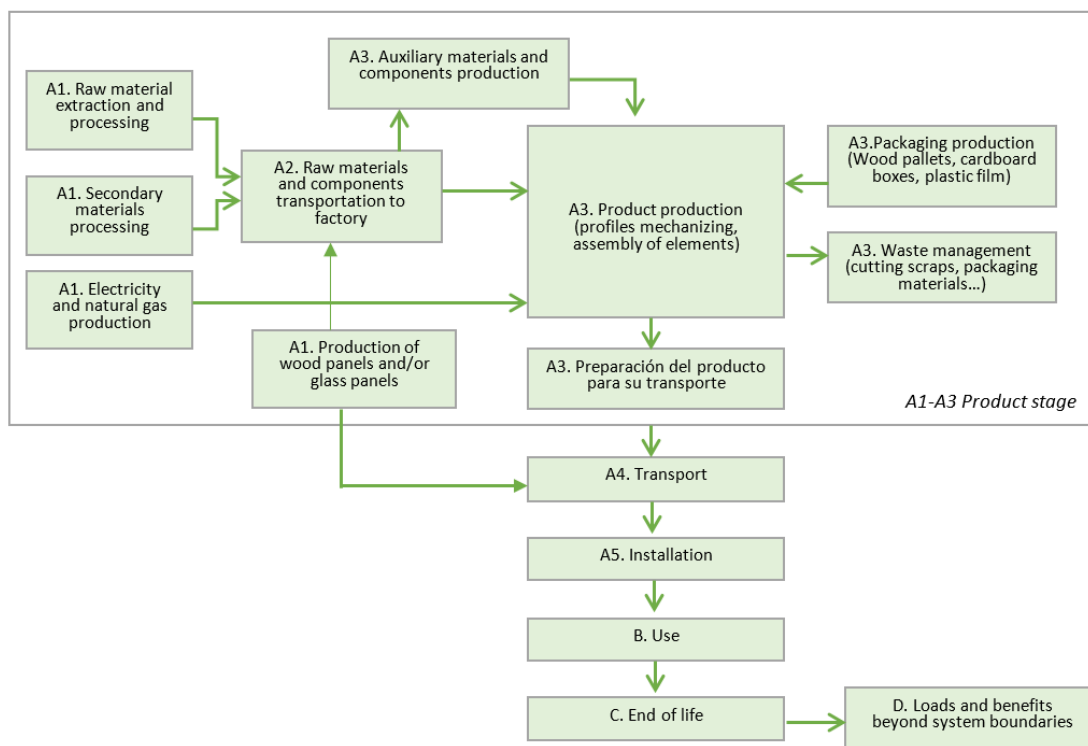 A3. Auxiliary materials and
components production
A1. Raw material
extraction and
processing
A2. Raw materials
and components
transportation to
factory
A1. Secondary
materials
processing
A1. Electricity
and natural gas
production
A1. Production of
wood panels and/or
glass panels
A3. Product production
(profiles mechanizing,
assembly of elements)
A3.Packaging production
(Wood pallets, cardboard
boxes, plastic film)
A3. Waste management
(cutting scraps, packaging
materials…)
A3. Preparación del producto
para su transporte
A1-A3 Product stage
A4. Transport
A5. Installation
B. Use
C. End of life
D. Loads and benefits
beyond system boundaries